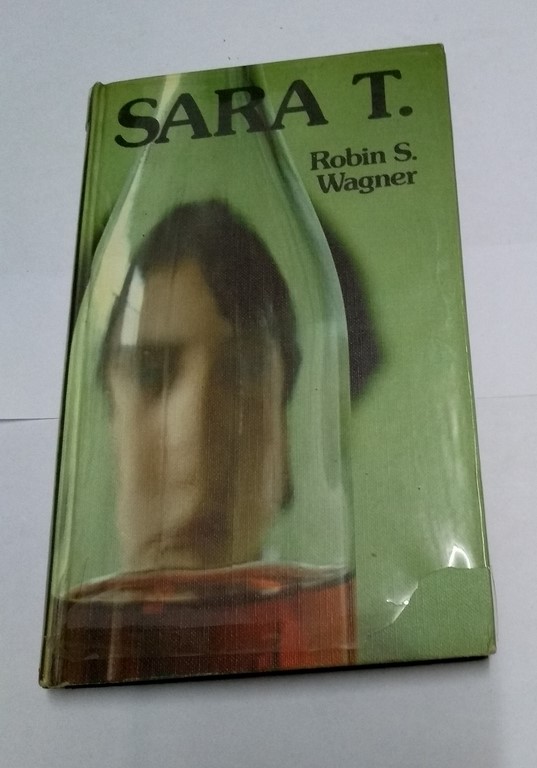 SARA T.
Robin S.
Wagner